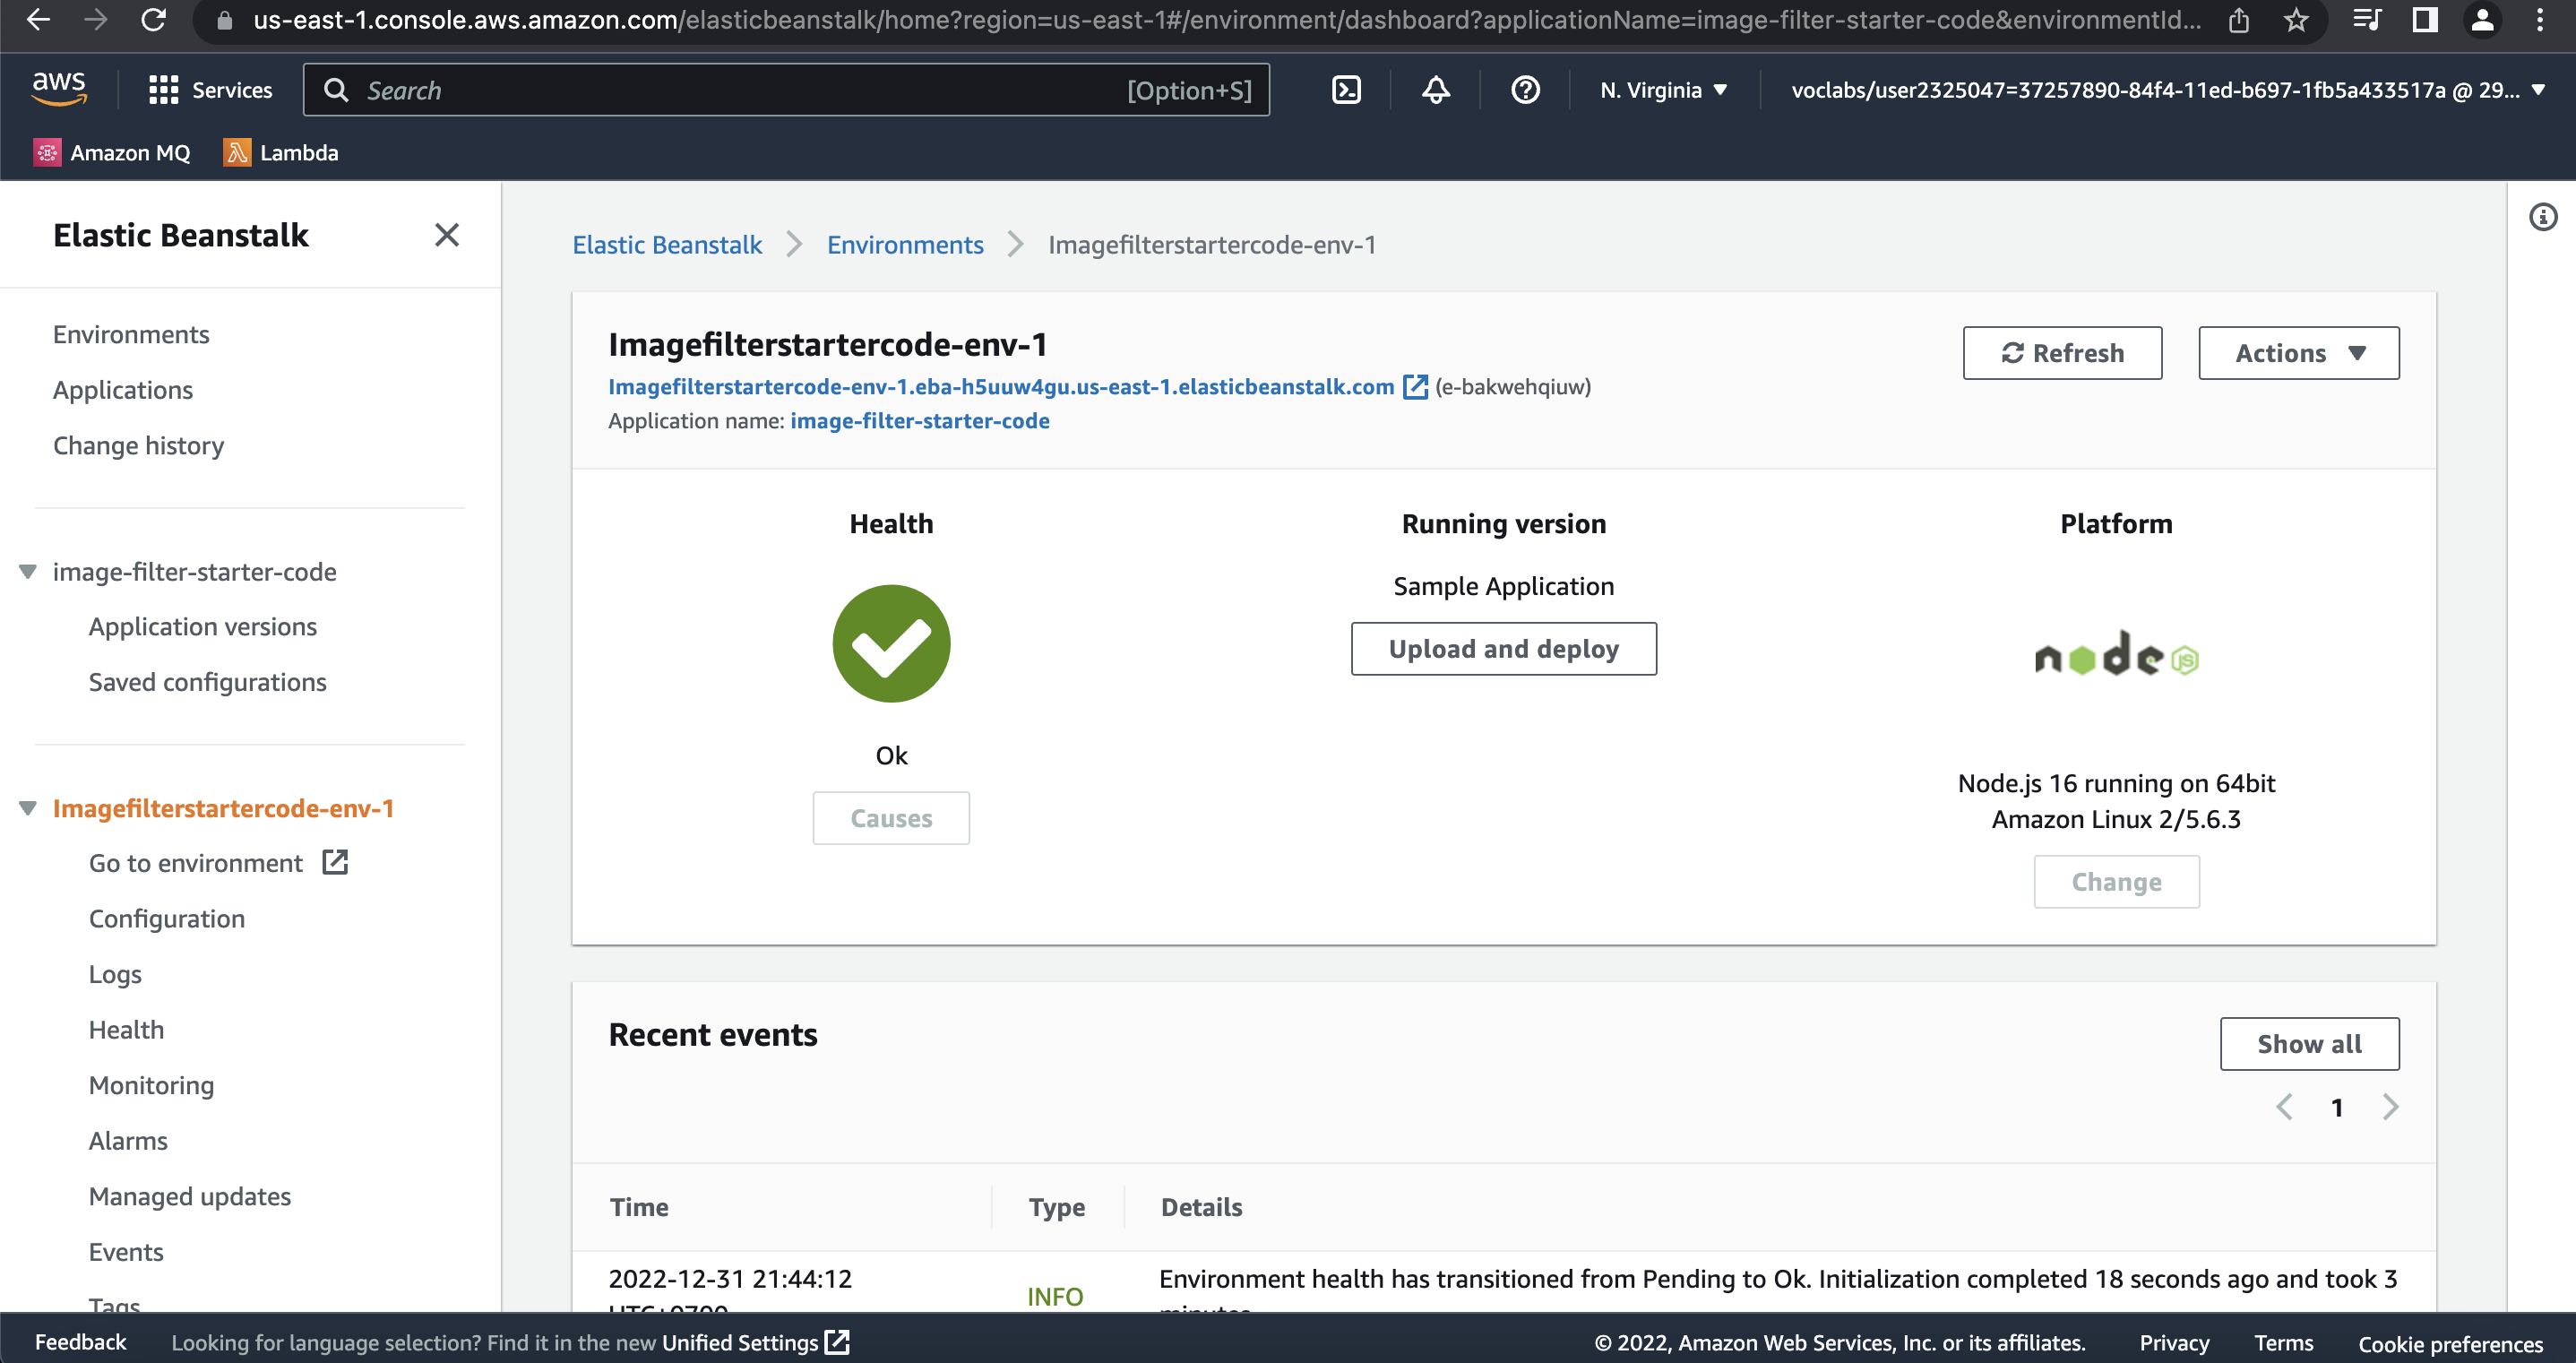 us-east-1.console.aws.amazon.com/elasticbeanstalk/home?region=us-east-1#/environment/dashboard?applicationName=image-filter-starter-code&environmentId...
aws
Services
Search
[Option+S]
N. Virginia
voclabs/user2325047=37257890-84f4-11ed-b697-1fb5a433517a @ 29...
Amazon MQ
Lambda
Elastic Beanstalk
Environments
Applications
Change history
image-filter-starter-code
Application versions
Saved configurations
Imagefilterstartercode-env-1
Go to environment
Configuration
Logs
Health
Monitoring
Alarms
Managed updates
Events
Tags
Elastic Beanstalk
Environments
Imagefilterstartercode-env-1
Imagefilterstartercode-env-1
Refresh
Actions
Imagefilterstartercode-env-1.eba-h5uuw4gu.us-east-1.elasticbeanstalk.com (e-bakwehqiuw)
Application name: image-filter-starter-code
Health
Ok
Causes
Running version
Sample Application
Upload and deploy
Platform
node JS
Node.js 16 running on 64bit
Amazon Linux 2/5.6.3
Change
Recent events
Show all
1
Time
Type
Details
2022-12-31 21:44:12
UTC+0700
INFO
Environment health has transitioned from Pending to Ok. Initialization completed 18 seconds ago and took 3
minutes
Feedback
Looking for language selection? Find it in the new Unified Settings
© 2022, Amazon Web Services, Inc. or its affiliates.
Privacy
Terms
Cookie preferences